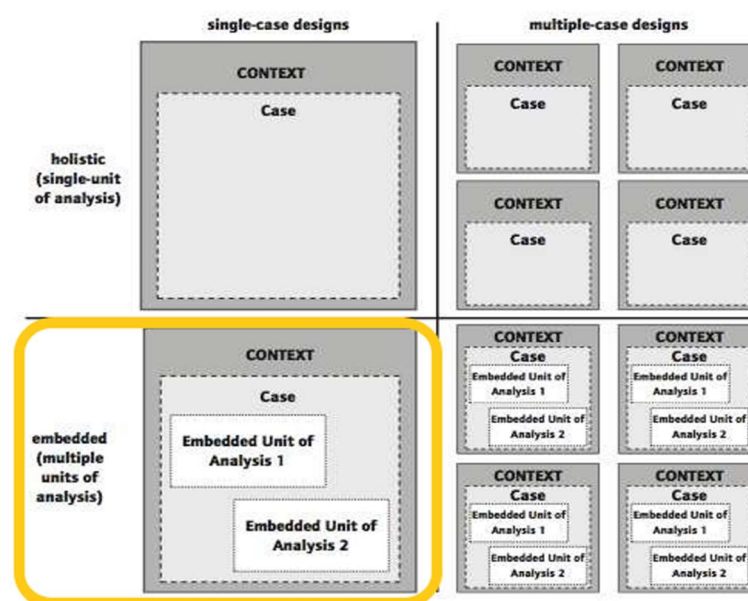 single-case designs
multiple-case designs
holistic
(single-unit
of analysis)
CONTEXT
Case
CONTEXT
Case
CONTEXT
Case
CONTEXT
Case
CONTEXT
Case
embedded
(multiple
units of
analysis)
CONTEXT
Case
Embedded Unit of
Analysis 1
Embedded Unit of
Analysis 2
CONTEXT
Case
Embedded Unit of
Analysis 1
Embedded Unit of
Analysis 2
CONTEXT
Case
Embedded Unit of
Analysis 1
Embedded Unit of
Analysis 2
CONTEXT
Case
Embedded Unit of
Analysis 1
Embedded Unit of
Analysis 2
CONTEXT
Case
Embedded Unit of
Analysis 1
Embedded Unit of
Analysis 2